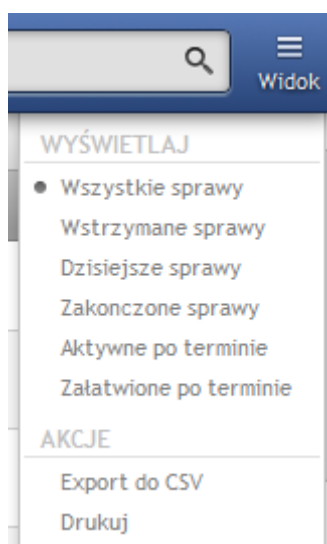 Widok
WYŚWIETLAJ
Wszystkie sprawy
Wstrzymane sprawy
Dzisiejsze sprawy
Zakonczone sprawy
Aktywne po terminie
Załatwione po terminie
AKCJE
Export do CSV
Drukuj